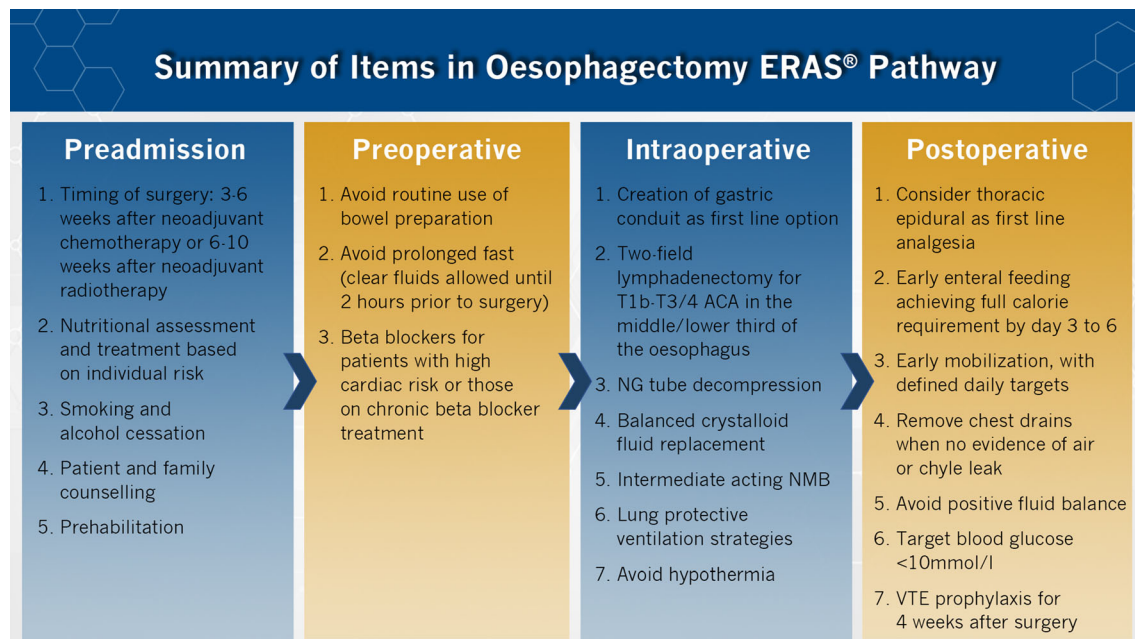 Summary of Items in Oesophagectomy ERAS® Pathway
Preadmission
1. Timing of surgery: 3-6
weeks after neoadjuvant
chemotherapy or 6-10
weeks after neoadjuvant
radiotherapy
2. Nutritional assessment
and treatment based
on individual risk
3. Smoking and
alcohol cessation
4. Patient and family
counselling
5. Prehabilitation
Preoperative
1. Avoid routine use of
bowel preparation
2. Avoid prolonged fast
(clear fluids allowed until
2 hours prior to surgery)
3. Beta blockers for
patients with high
cardiac risk or those
on chronic beta blocker
treatment
Intraoperative
1. Creation of gastric
conduit as first line option
2. Two-field
lymphadenectomy for
T1b-T3/4 ACA in the
middle/lower third of
the oesophagus
3. NG tube decompression
4. Balanced crystalloid
fluid replacement
5. Intermediate acting NMB
6. Lung protective
ventilation strategies
7. Avoid hypothermia
Postoperative
1. Consider thoracic
epidural as first line
analgesia
2. Early enteral feeding
achieving full calorie
requirement by day 3 to 6
3. Early mobilization, with
defined daily targets
4. Remove chest drains
when no evidence of air
or chyle leak
5. Avoid positive fluid balance
6. Target blood glucose
<10mmol/l
7. VTE prophylaxis for
4 weeks after surgery